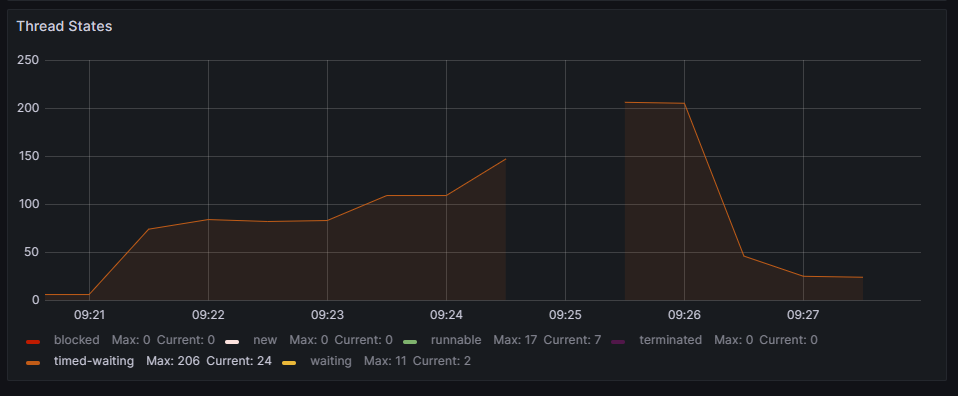 Thread States
250
200
150
100
50
0
09:21 09:22 09:23 09:24 09:25 09:26 09:27
blocked Max: 0 Current: 0 new Max: 0 Current: 0 runnable Max: 17 Current: 7 terminated Max: 0 Current: 0
timed-waiting Max: 206 Current: 24 waiting Max: 11 Current: 2